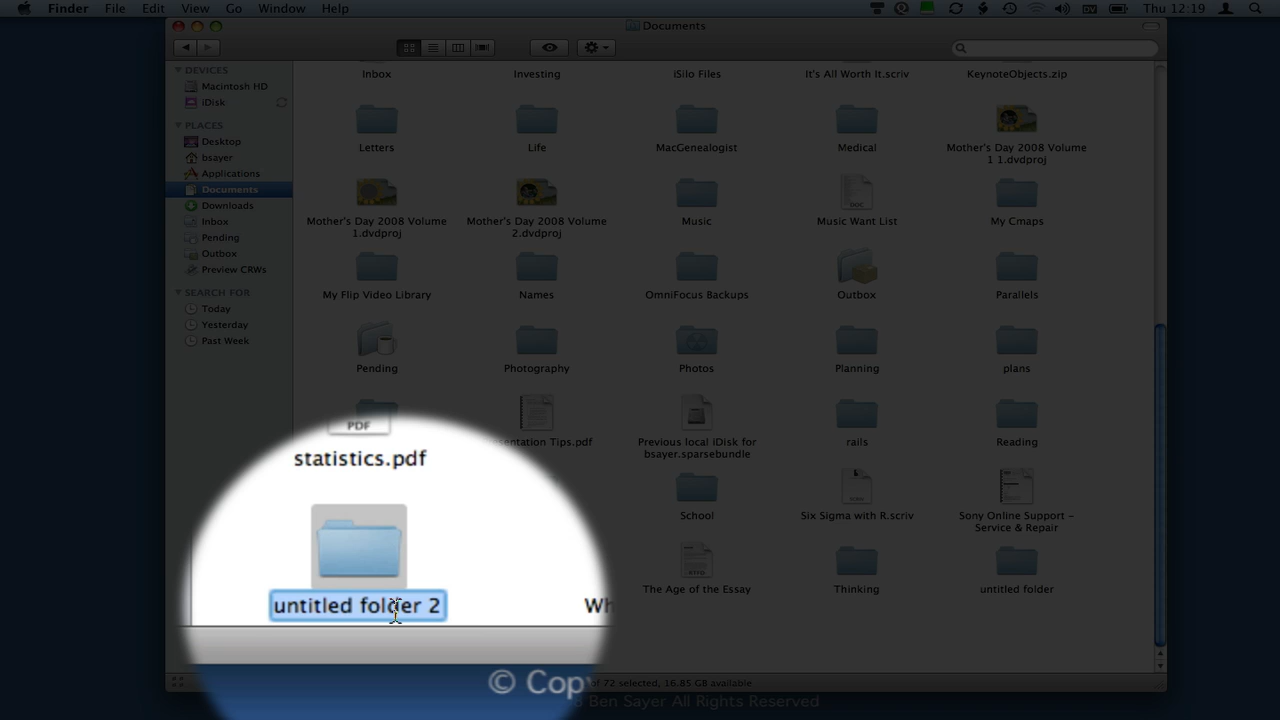 Finder File Edit View Go Window Help DV Thu 12:19
Documents
DEVICES
Macintosh HD
iDisk
PLACES
Desktop
bsayer
Applications
Documents
Downloads
Inbox
Pending
Outbox
Preview CRWs
SEARCH FOR
Today
Yesterday
Past Week
Inbox Investing iSilo Files It's All Worth It.scriv KeynoteObjects.zip
Letters Life MacGenealogist Medical Mother's Day 2008 Volume
1 1.dvdproj
DOC
Mother's Day 2008 Volume Mother's Day 2008 Volume Music Music Want List My Cmaps
1.dvdproj 2.dvdproj
My Flip Video Library Names OmniFocus Backups Outbox Parallels
Pending Photography Photos Planning plans
Tips.pdf Previous local iDisk for rails Reading
bsayer.sparsebundle
PDF
statistics.pdf
School Six Sigma with R.scriv Sony Online Support –
Service & Repair
The Age of the Essay Thinking untitled folder
untitled folder 2
of 72 selected, 16.85 GB available
© Ben Sayer All Rights Reserved